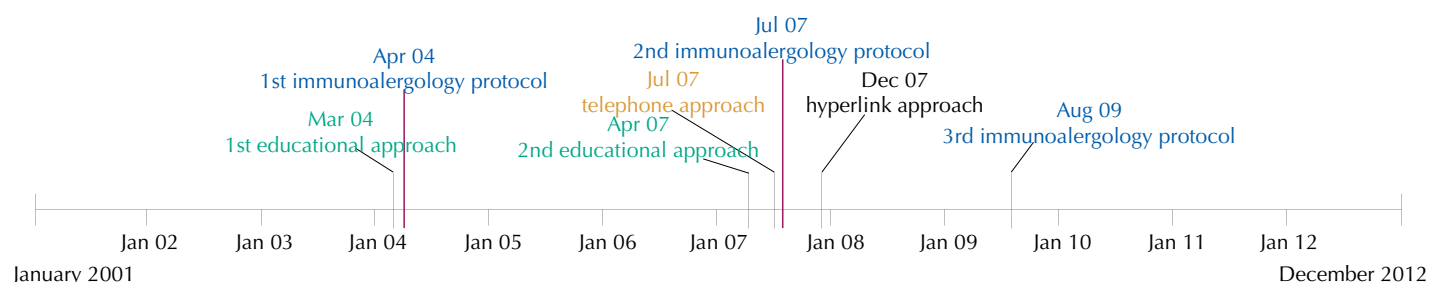 Jul 07
2nd immunoalergology protocol
Apr 04
1st immunoalergology protocol
Jul 07
telephone approach
Dec 07
hyperlink approach
Mar 04
1st educational approach
Apr 07
2nd educational approach
Aug 09
3rd immunoalergology protocol
Jan 02 Jan 03 Jan 04 Jan 05 Jan 06 Jan 07 Jan 08 Jan 09 Jan 10 Jan 11 Jan 12
January 2001 December 2012